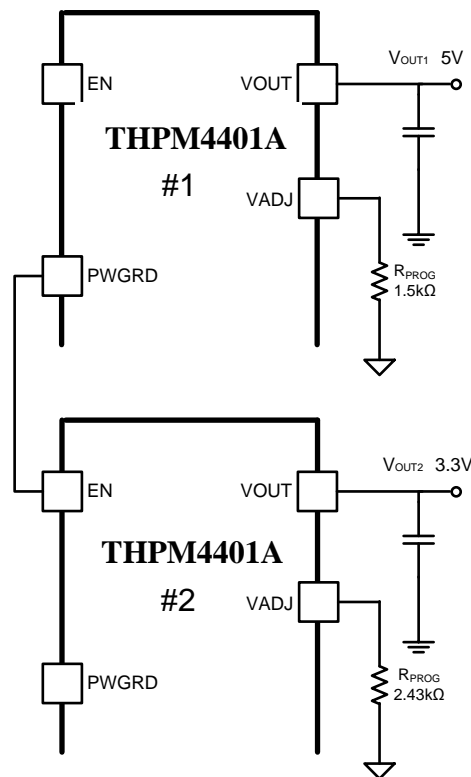 EN
VOUT
VOUT1 5V
THPM4401A
#1
VADJ
PWGRD
RPROG
1.5kΩ
EN
VOUT
VOUT2 3.3V
THPM4401A
#2
VADJ
PWGRD
RPROG
2.43kΩ